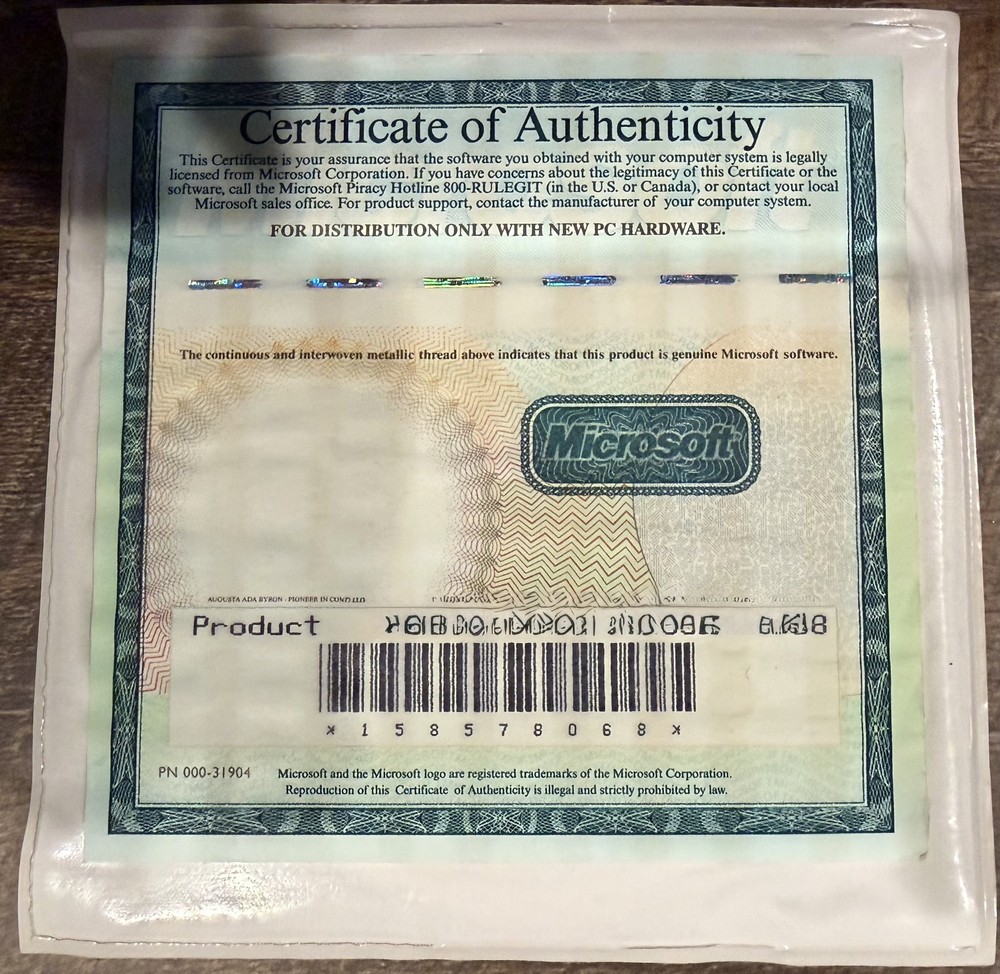 Certificate of Authenticity
This Certificate is your assurance that the software you obtained with your computer system is legally
licensed from Microsoft Corporation. If you have concerns about the legitimacy of this Certificate or the
software, call the Microsoft Piracy Hotline 800-RULEGIT (in the U.S. or Canada), or contact your local
Microsoft sales office. For product support, contact the manufacturer of your computer system.
FOR DISTRIBUTION ONLY WITH NEW PC HARDWARE.
The continuous and interwoven metallic thread above indicates that this product is genuine Microsoft software.
Microsoft
AUGUSTA ADA BYRON - PIONEER IN
Product
* 1 5 8 5 7 8 0 6 8 *
PN 000-31904
Microsoft and the Microsoft logo are registered trademarks of the Microsoft Corporation.
Reproduction of this Certificate of Authenticity is illegal and strictly prohibited by law.